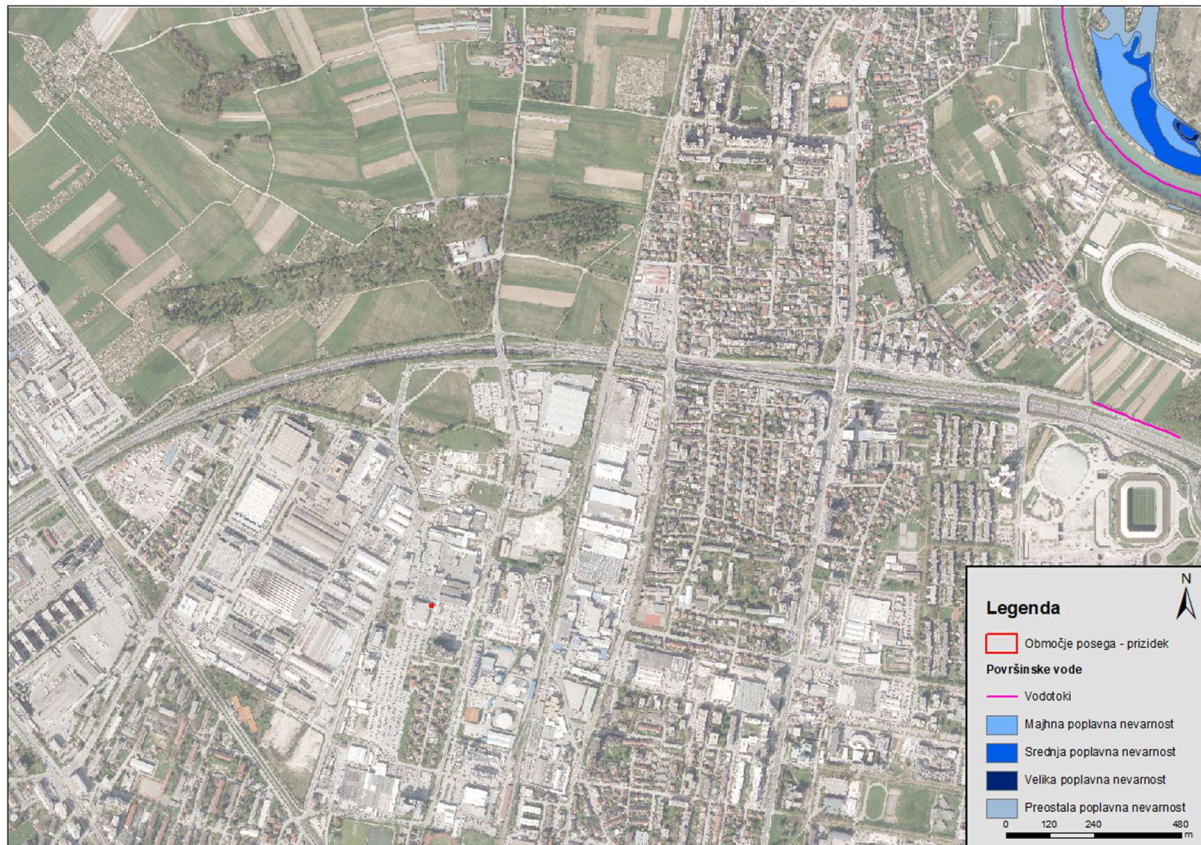 N
Legenda
Območje posega - prizidek
Površinske vode
Vodotoki
Majhna poplavna nevarnost
Srednja poplavna nevarnost
Velika poplavna nevarnost
Preostala poplavna nevarnost
0 120 240 480
m